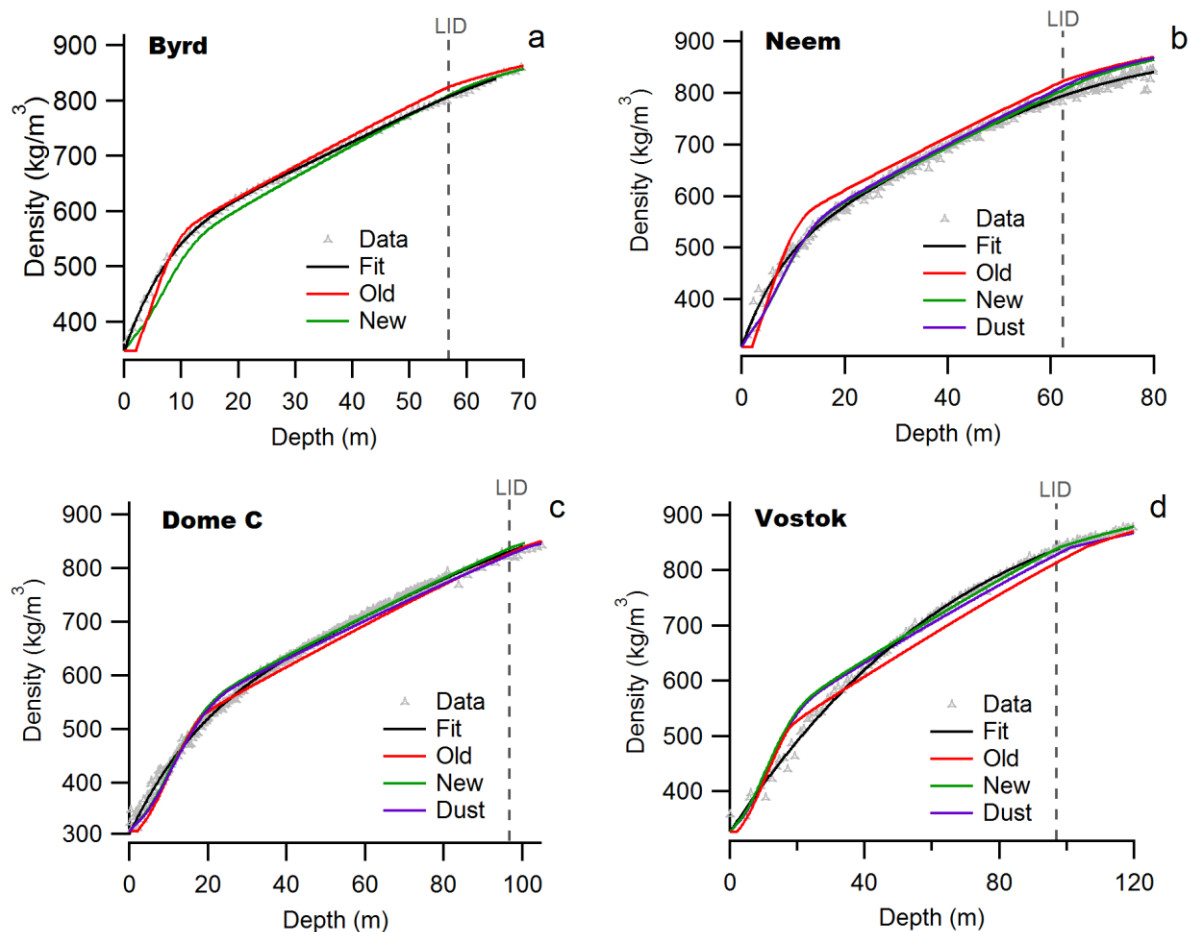 LID
Byrd
a
Density (kg/m³)
900
800
700
600
500
400
Data
Fit
Old
New
0 10 20 30 40 50 60 70
Depth (m)
LID
Neem
b
Density (kg/m³)
900
800
700
600
500
400
Data
Fit
Old
New
Dust
0 20 40 60 80
Depth (m)
LID
Dome C
c
Density (kg/m³)
900
800
700
600
500
400
300
Data
Fit
Old
New
Dust
0 20 40 60 80 100
Depth (m)
LID
Vostok
d
Density (kg/m³)
900
800
700
600
500
400
Data
Fit
Old
New
Dust
0 40 80 120
Depth (m)